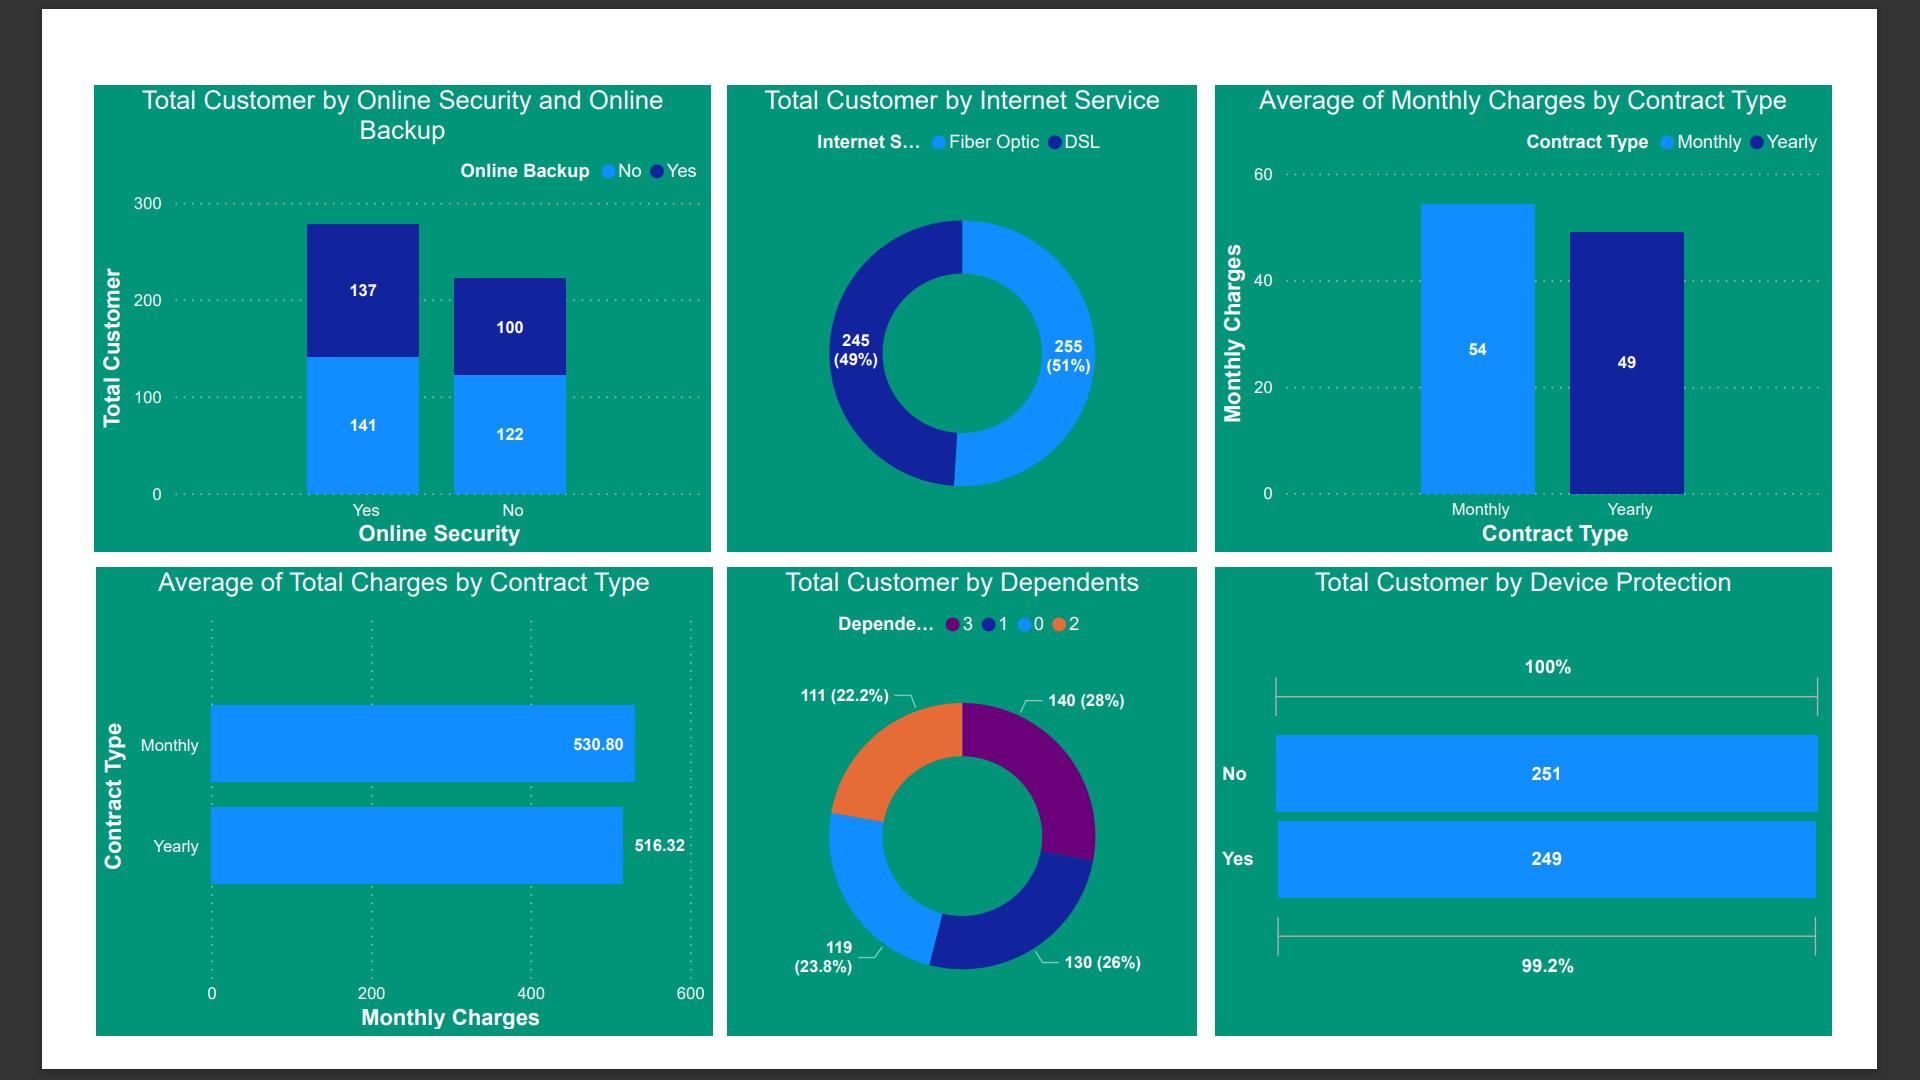 Total Customer by Online Security and Online
Backup
Online Backup No Yes
300
200
100
0
Total Customer
137
141
100
122
Yes No
Online Security
Total Customer by Internet Service
Internet S... Fiber Optic DSL
245
(49%)
255
(51%)
Average of Monthly Charges by Contract Type
Contract Type Monthly Yearly
60
40
20
0
Monthly Charges
54
49
Monthly Yearly
Contract Type
Average of Total Charges by Contract Type
Contract Type
Monthly
530.80
Yearly
516.32
0 200 400 600
Monthly Charges
Total Customer by Dependents
Depende... 3 1 0 2
111 (22.2%)
140 (28%)
119
(23.8%)
130 (26%)
Total Customer by Device Protection
100%
No
251
Yes
249
99.2%